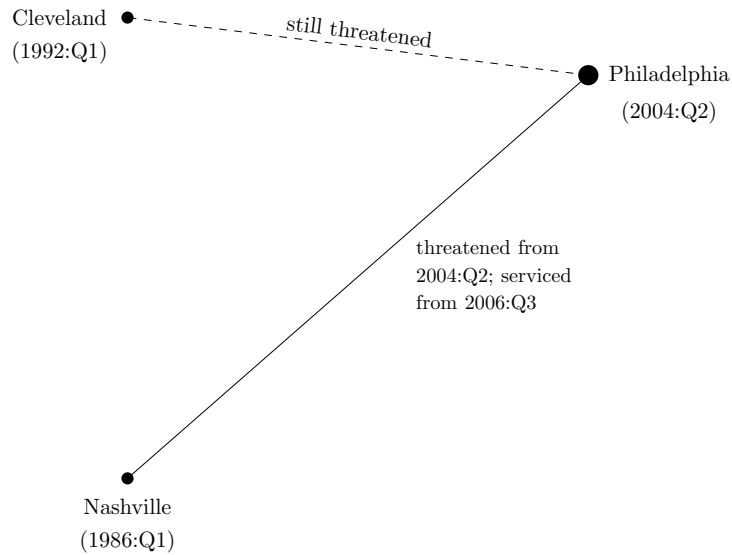 Cleveland
(1992:Q1)
still threatened
Philadelphia
(2004:Q2)
threatened from
2004:Q2; serviced
from 2006:Q3
Nashville
(1986:Q1)